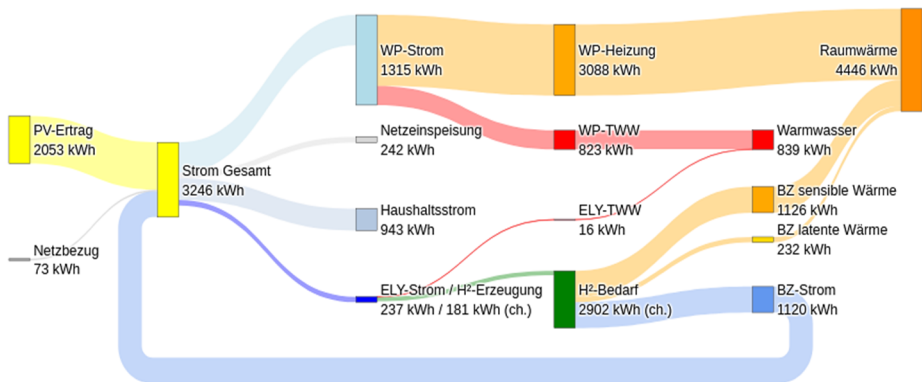 PV-Ertrag
2053 kWh
Netzbezug
73 kWh
Strom Gesamt
3246 kWh
WP-Strom
1315 kWh
Netzeinspeisung
242 kWh
Haushaltsstrom
943 kWh
ELY-Strom / H²-Erzeugung
237 kWh / 181 kWh (ch.)
WP-Heizung
3088 kWh
WP-TWW
823 kWh
ELY-TWW
16 kWh
H²-Bedarf
2902 kWh (ch.)
Raumwärme
4446 kWh
Warmwasser
839 kWh
BZ sensible Wärme
1126 kWh
BZ latente Wärme
232 kWh
BZ-Strom
1120 kWh